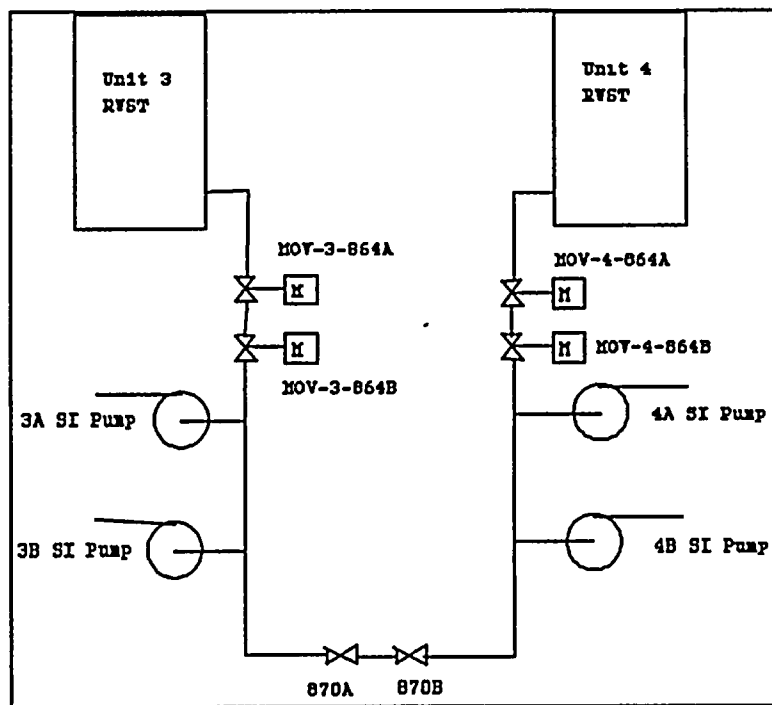 Unit 3
RWST
Unit 4
RWST
MOV-3-864A
M
MOV-4-864A
M
M
MOV-3-864B
M
MOV-4-864B
3A SI Pump
4A SI Pump
3B SI Pump
4B SI Pump
870A
870B